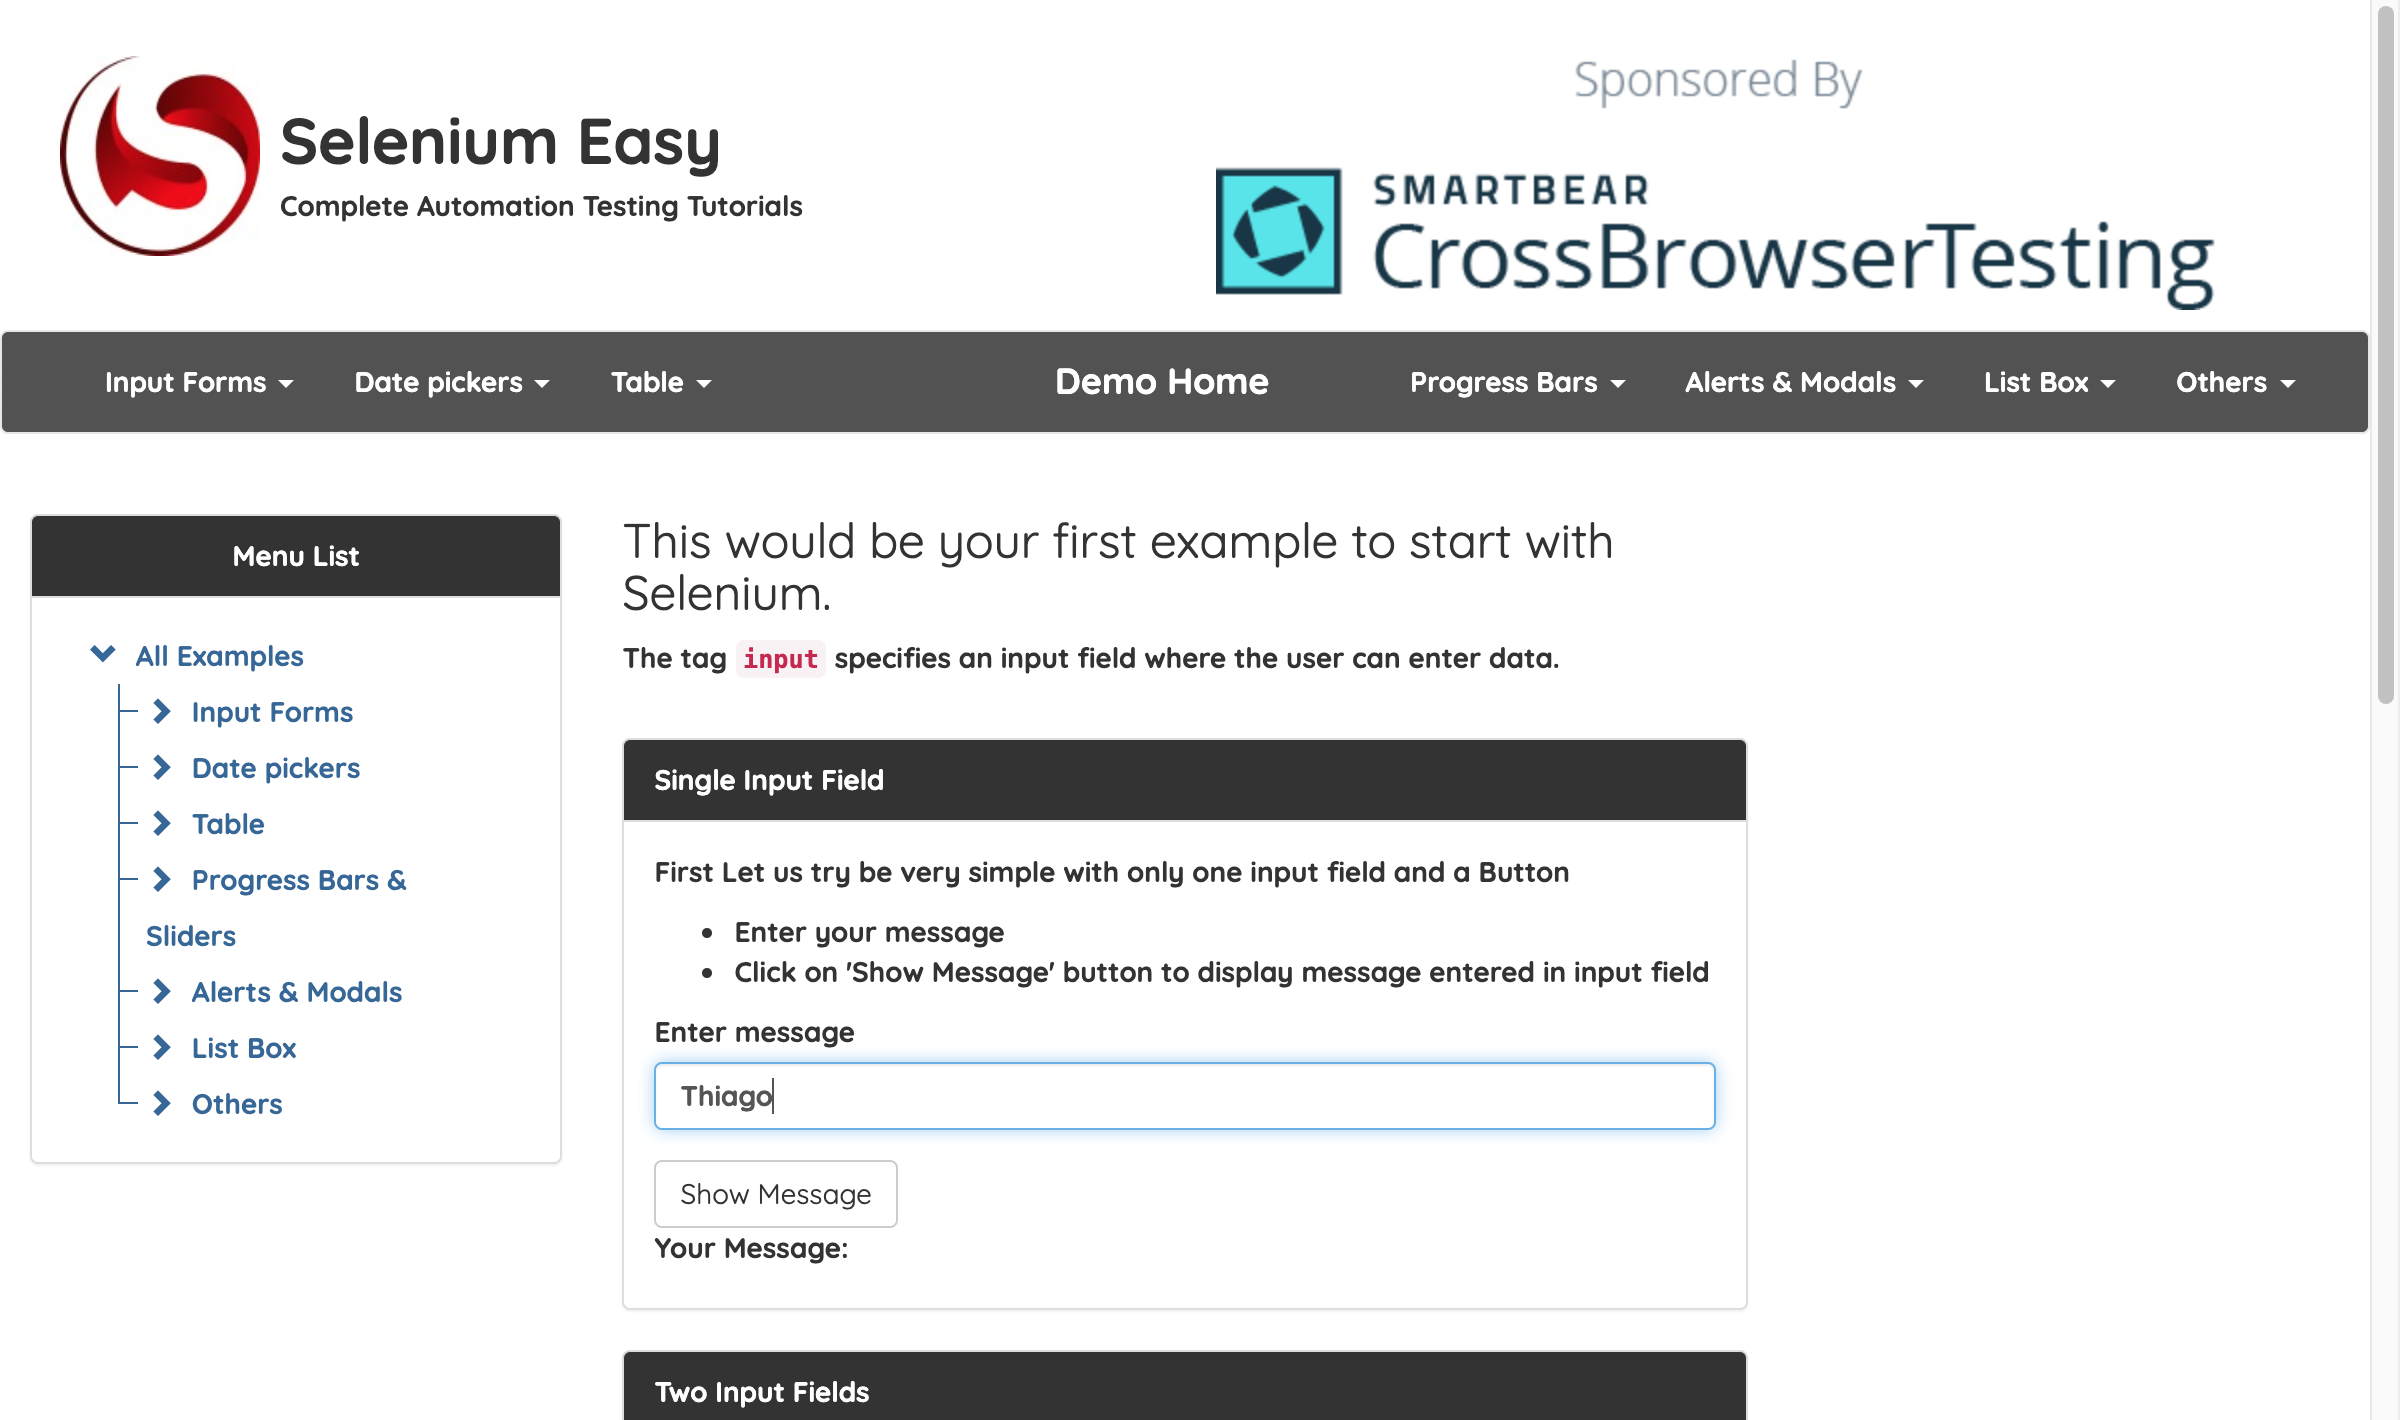 Selenium Easy
Complete Automation Testing Tutorials
Sponsored By
SMARTBEAR
CrossBrowserTesting
Input Forms
Date pickers
Table
Demo Home
Progress Bars
Alerts & Modals
List Box
Others
Menu List
All Examples
Input Forms
Date pickers
Table
Progress Bars &
Sliders
Alerts & Modals
List Box
Others
This would be your first example to start with
Selenium.
The tag input specifies an input field where the user can enter data.
Single Input Field
First Let us try be very simple with only one input field and a Button
Enter your message
Click on 'Show Message' button to display message entered in input field
Enter message
Thiago
Show Message
Your Message:
Two Input Fields